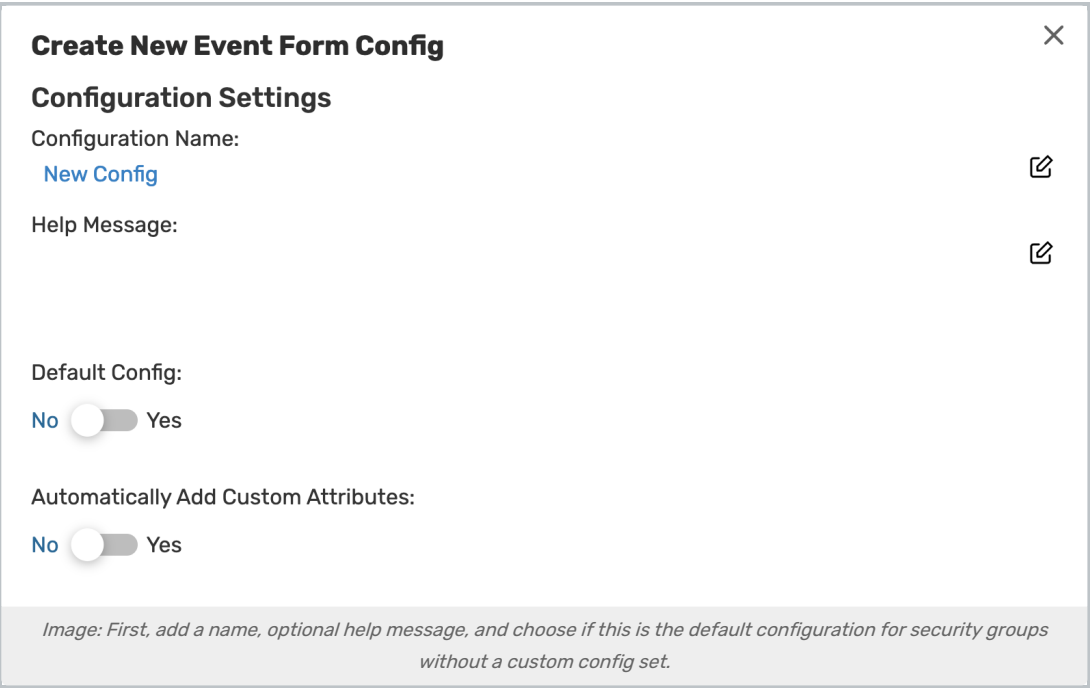 Create New Event Form Config
Configuration Settings
Configuration Name:
New Config
Help Message:
Default Config:
No Yes
Automatically Add Custom Attributes:
No Yes
Image: First, add a name, optional help message, and choose if this is the default configuration for security groups
without a custom config set.